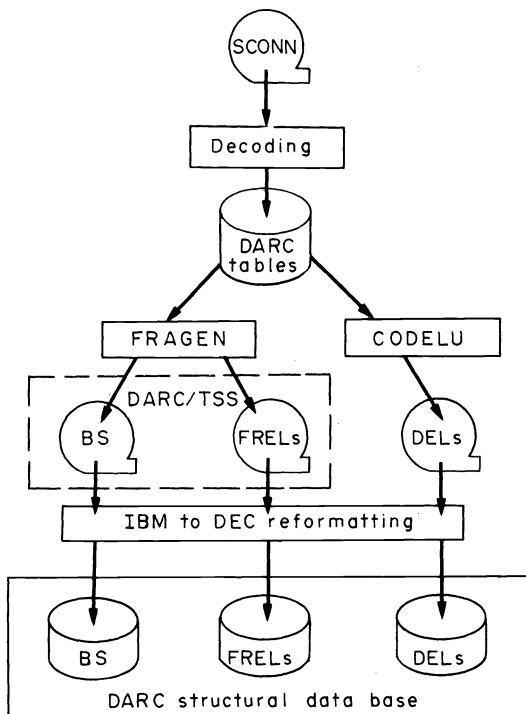 SCONN
Decoding
DARC
tables
FRAGEN
CODELU
DARC/TSS
BS
FRELs
DELs
IBM to DEC reformatting
BS
FRELs
DELs
DARC structural data base